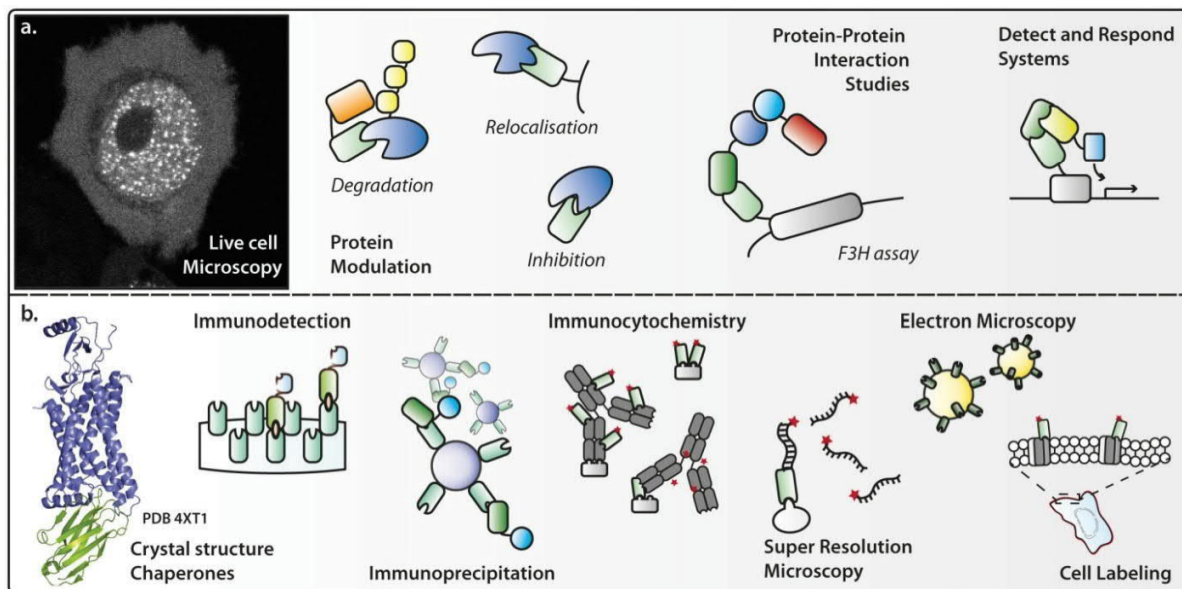 a.
Live cell
Microscopy
Degradation
Protein
Modulation
Relocalisation
Inhibition
Protein-Protein
Interaction
Studies
F3H assay
Detect and Respond
Systems
b.
PDB 4XT1
Crystal structure
Chaperones
Immunodetection
Immunoprecipitation
Immunocytochemistry
Super Resolution
Microscopy
Electron Microscopy
Cell Labeling